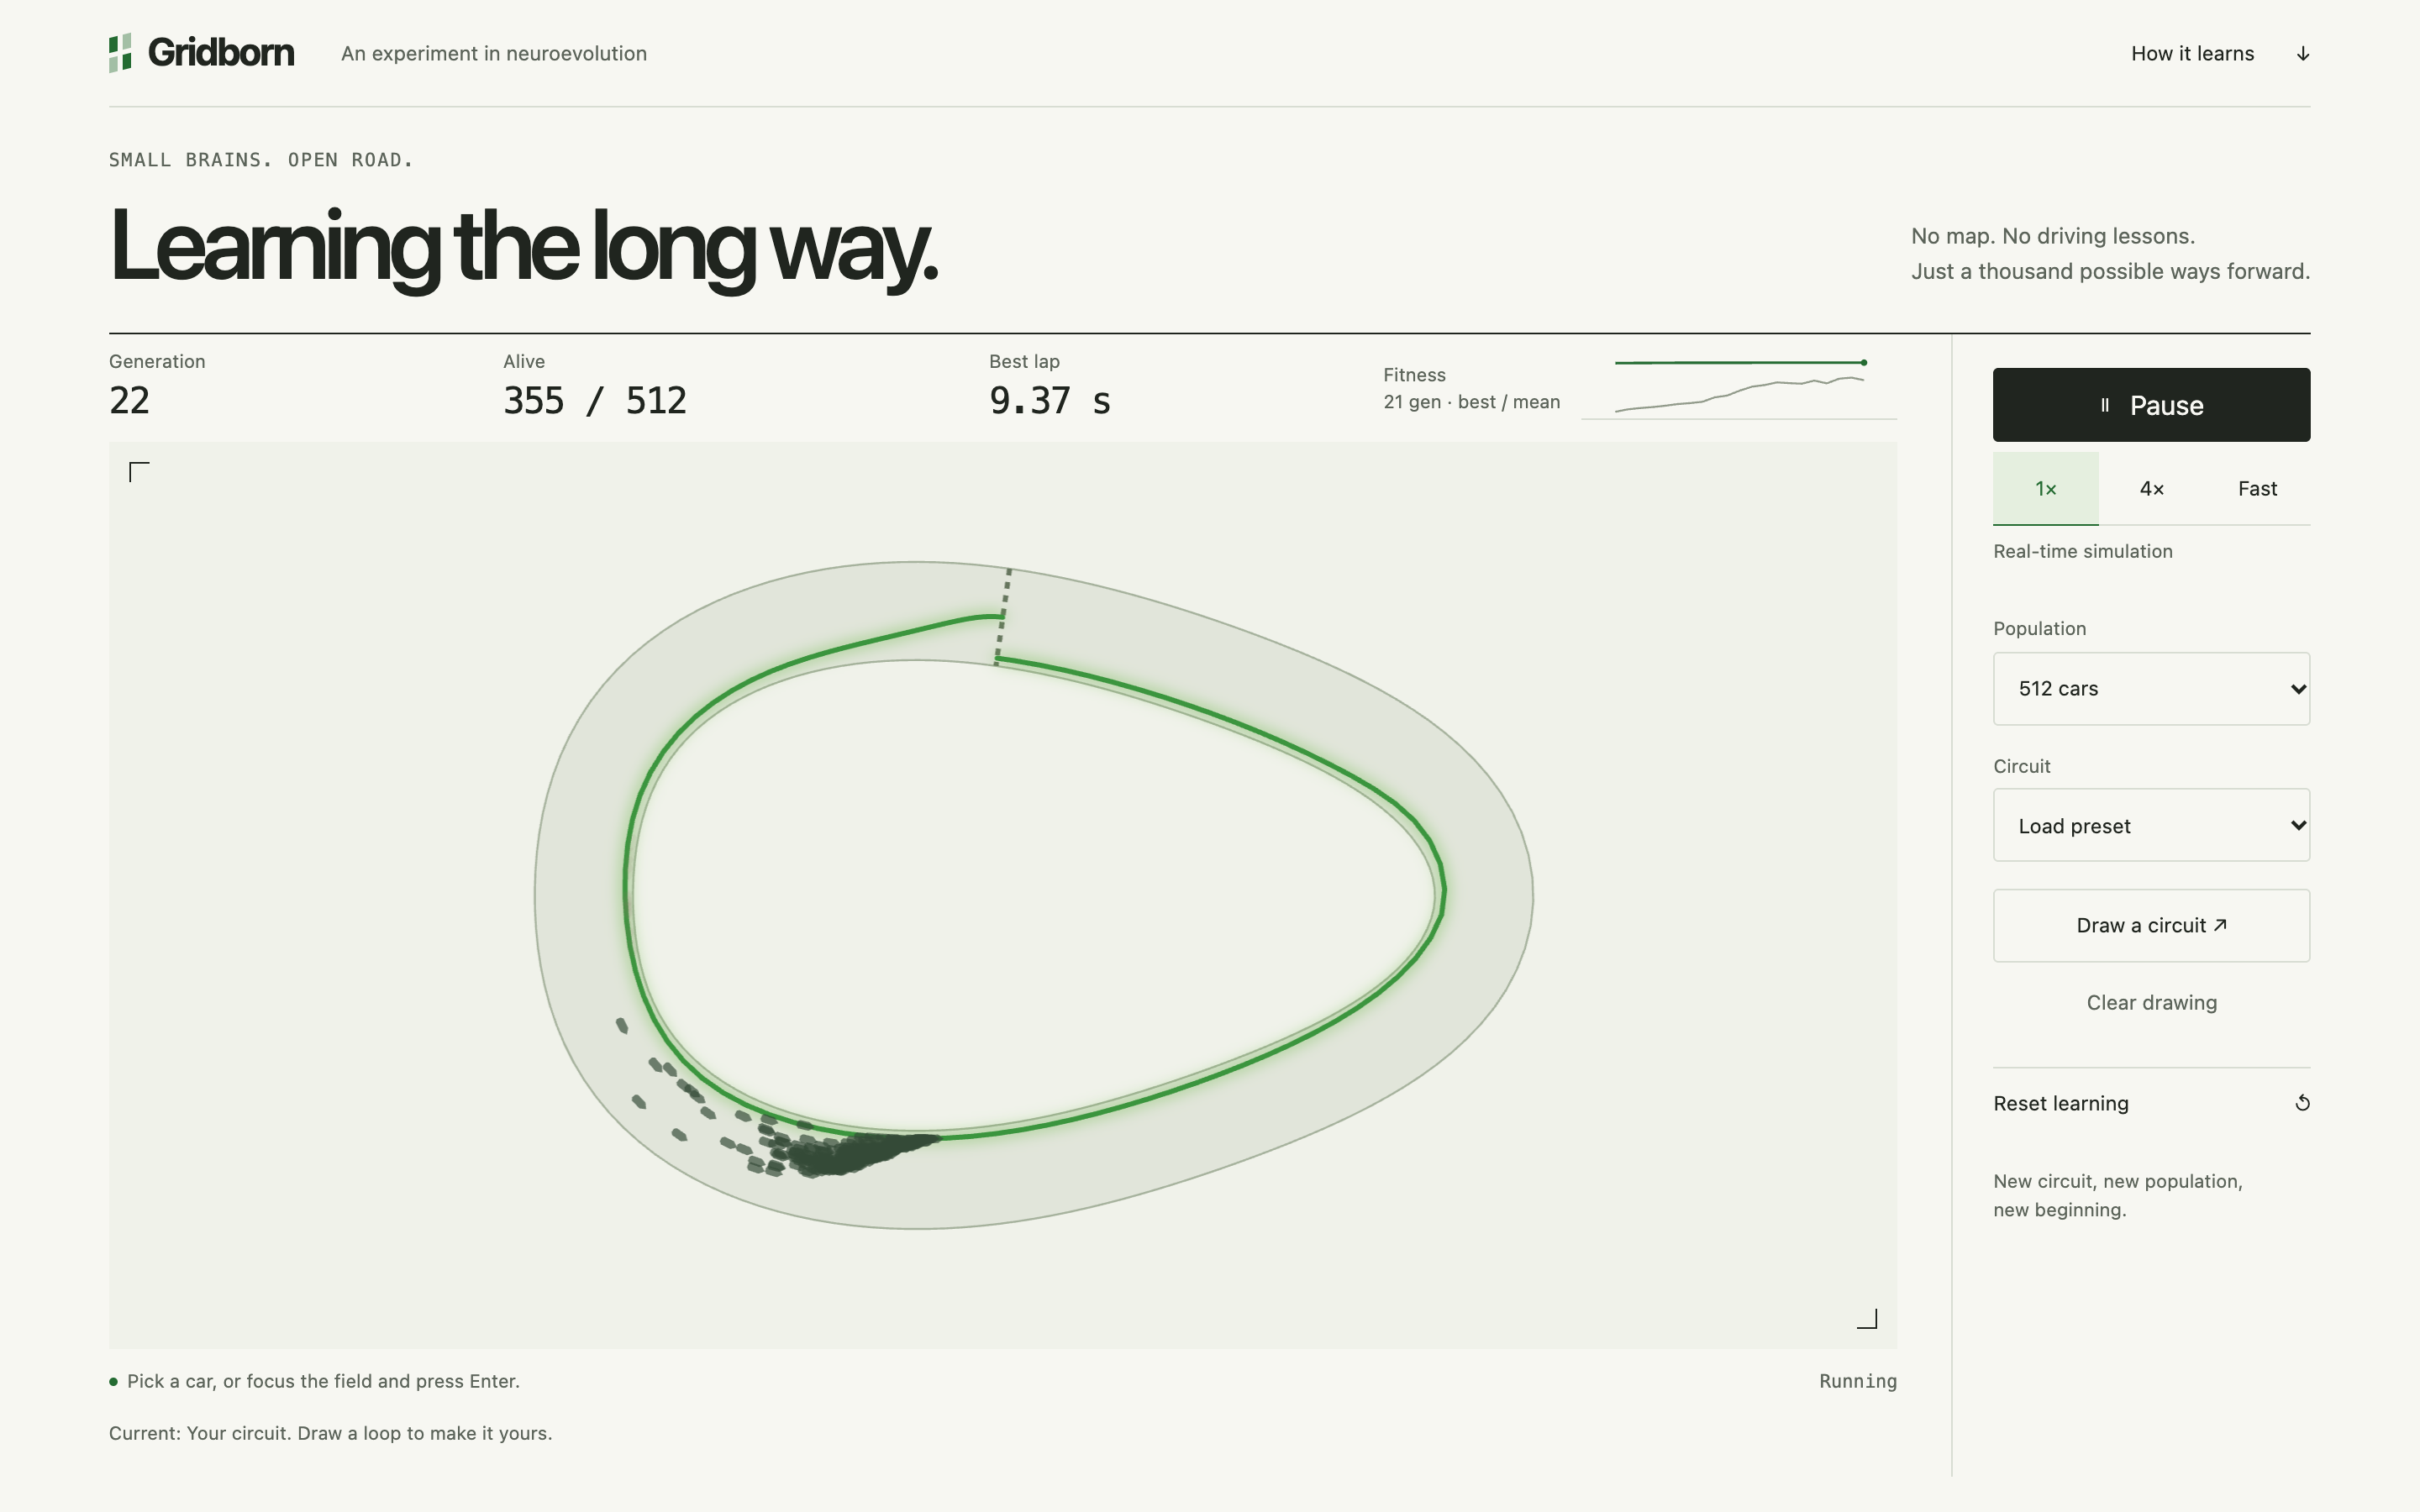 Gridborn
An experiment in neuroevolution
How it learns ↓
SMALL BRAINS. OPEN ROAD.
Learning the long way.
No map. No driving lessons.
Just a thousand possible ways forward.
Generation
22
Alive
355 / 512
Best lap
9.37 s
Fitness
21 gen · best / mean
Pause
1×
4×
Fast
Real-time simulation
Population
512 cars
Circuit
Load preset
Draw a circuit ↗
Clear drawing
Reset learning
New circuit, new population,
new beginning.
Pick a car, or focus the field and press Enter.
Running
Current: Your circuit. Draw a loop to make it yours.